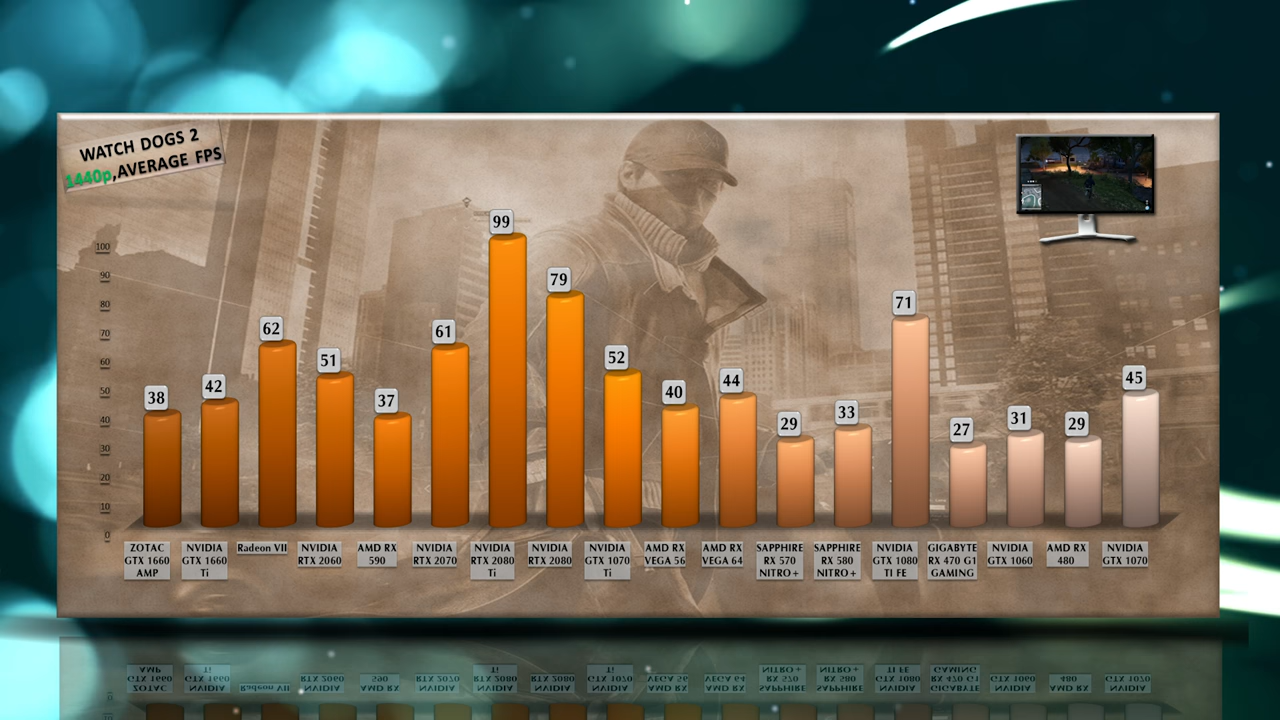 WATCH DOGS 2
1440p,AVERAGE FPS
100
90
80
70
60
50
40
30
20
10
0
38
42
62
51
37
61
99
79
52
40
44
29
33
71
27
31
29
45
ZOTAC
GTX 1660
AMP
NVIDIA
GTX 1660
Ti
Radeon VII
NVIDIA
RTX 2060
AMD RX
590
NVIDIA
RTX 2070
NVIDIA
RTX 2080
Ti
NVIDIA
RTX 2080
NVIDIA
GTX 1070
Ti
AMD RX
VEGA 56
AMD RX
VEGA 64
SAPPHIRE
RX 570
NITRO+
SAPPHIRE
RX 580
NITRO+
NVIDIA
GTX 1080
TI FE
GIGABYTE
RX 470 G1
GAMING
NVIDIA
GTX 1060
AMD RX
480
NVIDIA
GTX 1070